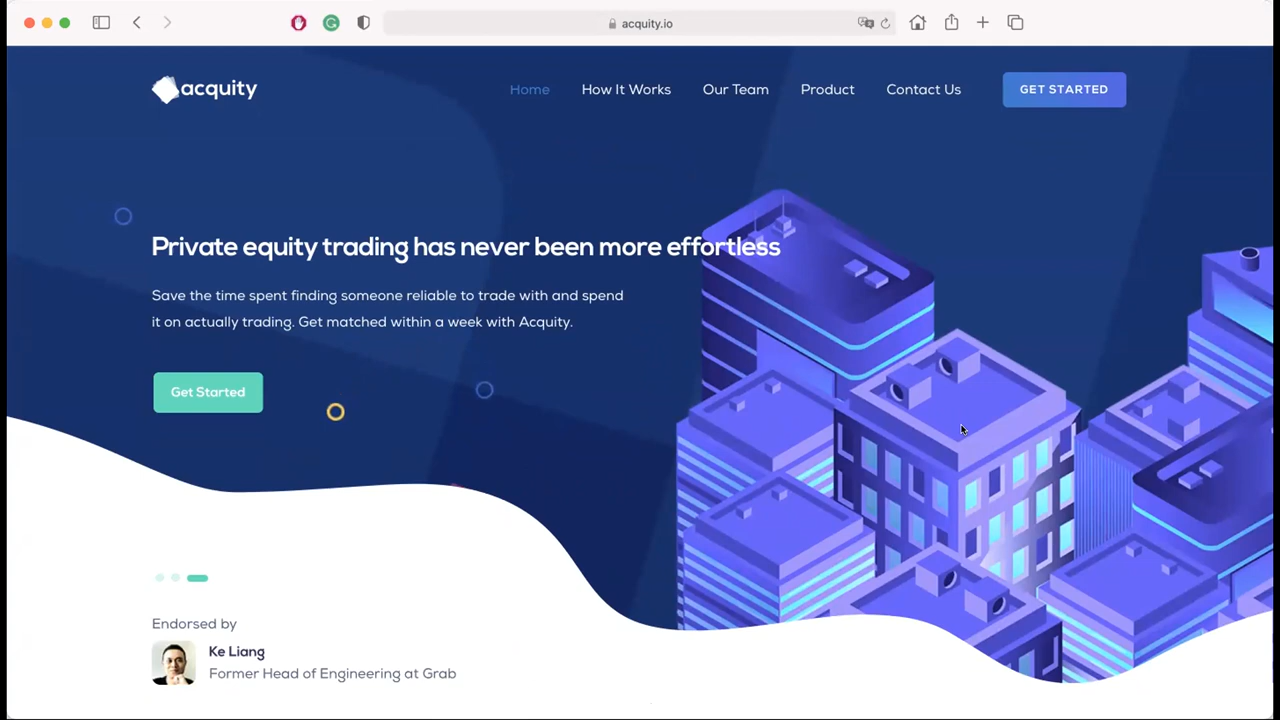 acquity.io
acquity
Home
How It Works
Our Team
Product
Contact Us
GET STARTED
Private equity trading has never been more effortless
Save the time spent finding someone reliable to trade with and spend
it on actually trading. Get matched within a week with Acquity.
Get Started
Endorsed by
Ke Liang
Former Head of Engineering at Grab